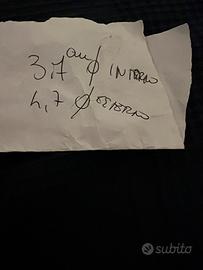 3,7 cm ϕ INTERNO
4,7 ϕ ESTERNO
subito